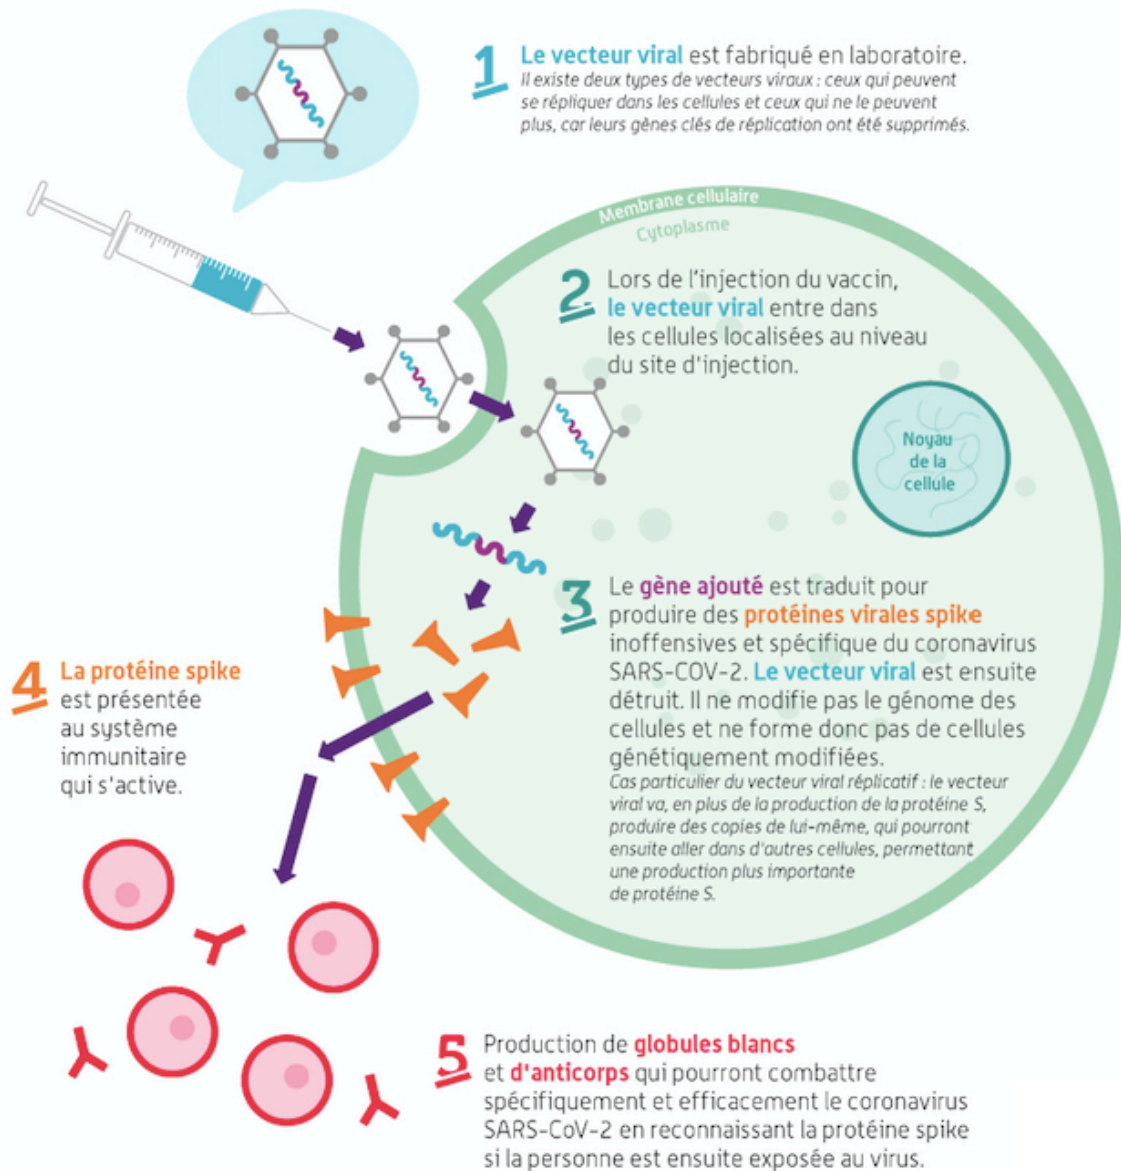 1
Le vecteur viral est fabriqué en laboratoire.
Il existe deux types de vecteurs viraux : ceux qui peuvent
se répliquer dans les cellules et ceux qui ne le peuvent
plus, car leurs gènes clés de réplication ont été supprimés.
Membrane cellulaire
Cytoplasme
2
Lors de l'injection du vaccin,
le vecteur viral entre dans
les cellules localisées au niveau
du site d'injection.
Noyau
de la
cellule
3
Le gène ajouté est traduit pour
produire des protéines virales spike
inoffensives et spécifique du coronavirus
SARS-COV-2. Le vecteur viral est ensuite
détruit. Il ne modifie pas le génome des
cellules et ne forme donc pas de cellules
génétiquement modifiées.
Cas particulier du vecteur viral réplicatif : le vecteur
viral va, en plus de la production de la protéine S,
produire des copies de lui-même, qui pourront
ensuite aller dans d'autres cellules, permettant
une production plus importante
de protéine S.
4
La protéine spike
est présentée
au système
immunitaire
qui s'active.
5
Production de globules blancs
et d'anticorps qui pourront combattre
spécifiquement et efficacement le coronavirus
SARS-CoV-2 en reconnaissant la protéine spike
si la personne est ensuite exposée au virus.